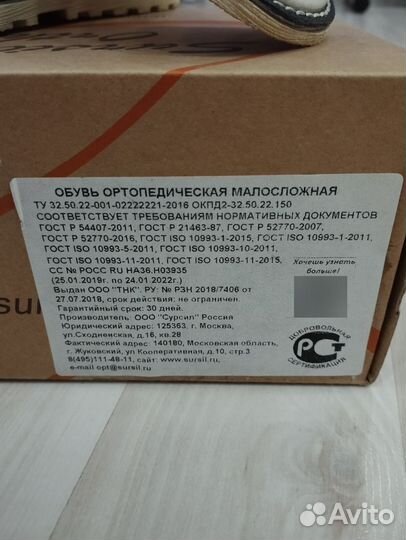 ОБУВЬ ОРТОПЕДИЧЕСКАЯ МАЛОСЛОЖНАЯ
ТУ 32.50.22-001-02222221-2016 ОКПД2-32.50.22.150
СООТВЕТСТВУЕТ ТРЕБОВАНИЯМ НОРМАТИВНЫХ ДОКУМЕНТОВ
ГОСТ Р 54407-2011, ГОСТ Р 21463-87, ГОСТ Р 52770-2007,
ГОСТ Р 52770-2016, ГОСТ ISO 10993-1-2015, ГОСТ ISO 10993-1-2011,
ГОСТ ISO 10993-5-2011, ГОСТ ISO 10993-10-2011,
ГОСТ ISO 10993-11-2011, ГОСТ ISO 10993-11-2015,
СС № РОСС RU НА36.Н03935
(25.01.2019г. по 24.01.2022г.)
Выдан ООО "ТНК". РУ: № РЗН 2018/7406 от
27.07.2018, срок действия: не ограничен.
Гарантийный срок: 30 дней.
Производитель: ООО "Сурсил" Россия
Юридический адрес: 125363, г. Москва,
ул.Сходненская, д.16, кв.28
Фактический адрес: 140180, Московская область,
г. Жуковский, ул Кооперативная, д. 10, стр.3
8(495)111-48-11, сайт: www.sursil.ru,
e-mail opt@sursil.ru
Хочешь узнать
больше!
ДОБРОВОЛЬНАЯ
РСТ
СЕРТИФИКАЦИЯ
sur
Avito